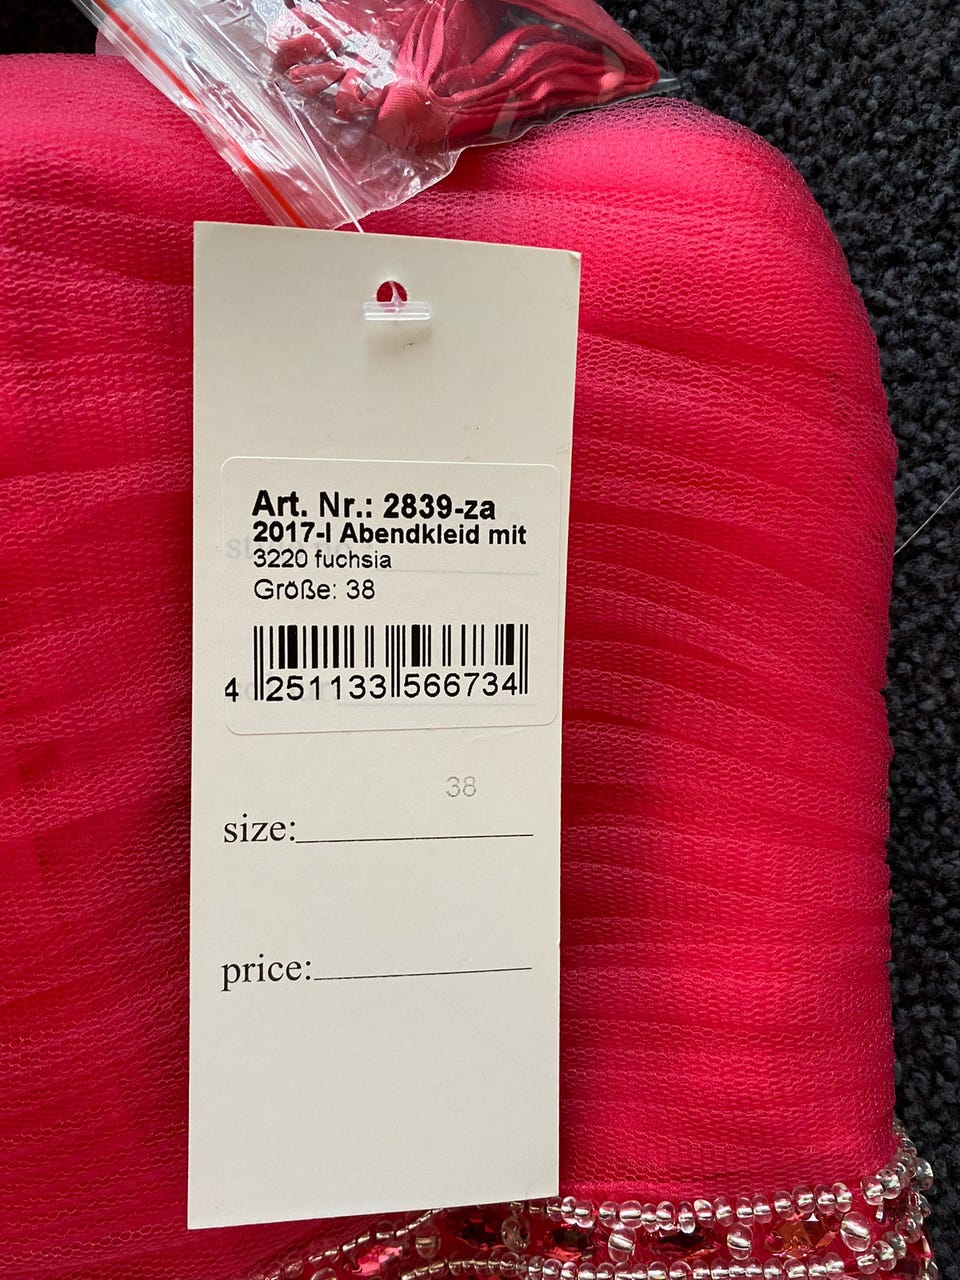 Art. Nr.: 2839-za
2017-I Abendkleid mit
3220 fuchsia
Größe: 38
4 251133 566734
38
size:
price: